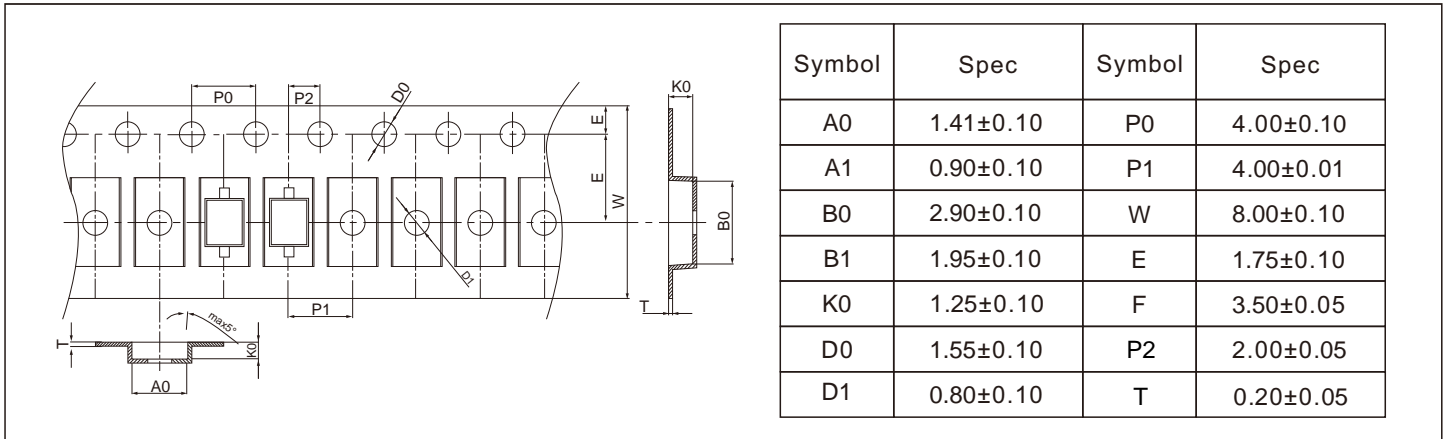 P0
P2
D0
E
E
W
D1
P1
max5°
T
K0
A0
K0
B0
T
Symbol Spec Symbol Spec
A0 1.41±0.10 P0 4.00±0.10
A1 0.90±0.10 P1 4.00±0.01
B0 2.90±0.10 W 8.00±0.10
B1 1.95±0.10 E 1.75±0.10
K0 1.25±0.10 F 3.50±0.05
D0 1.55±0.10 P2 2.00±0.05
D1 0.80±0.10 T 0.20±0.05